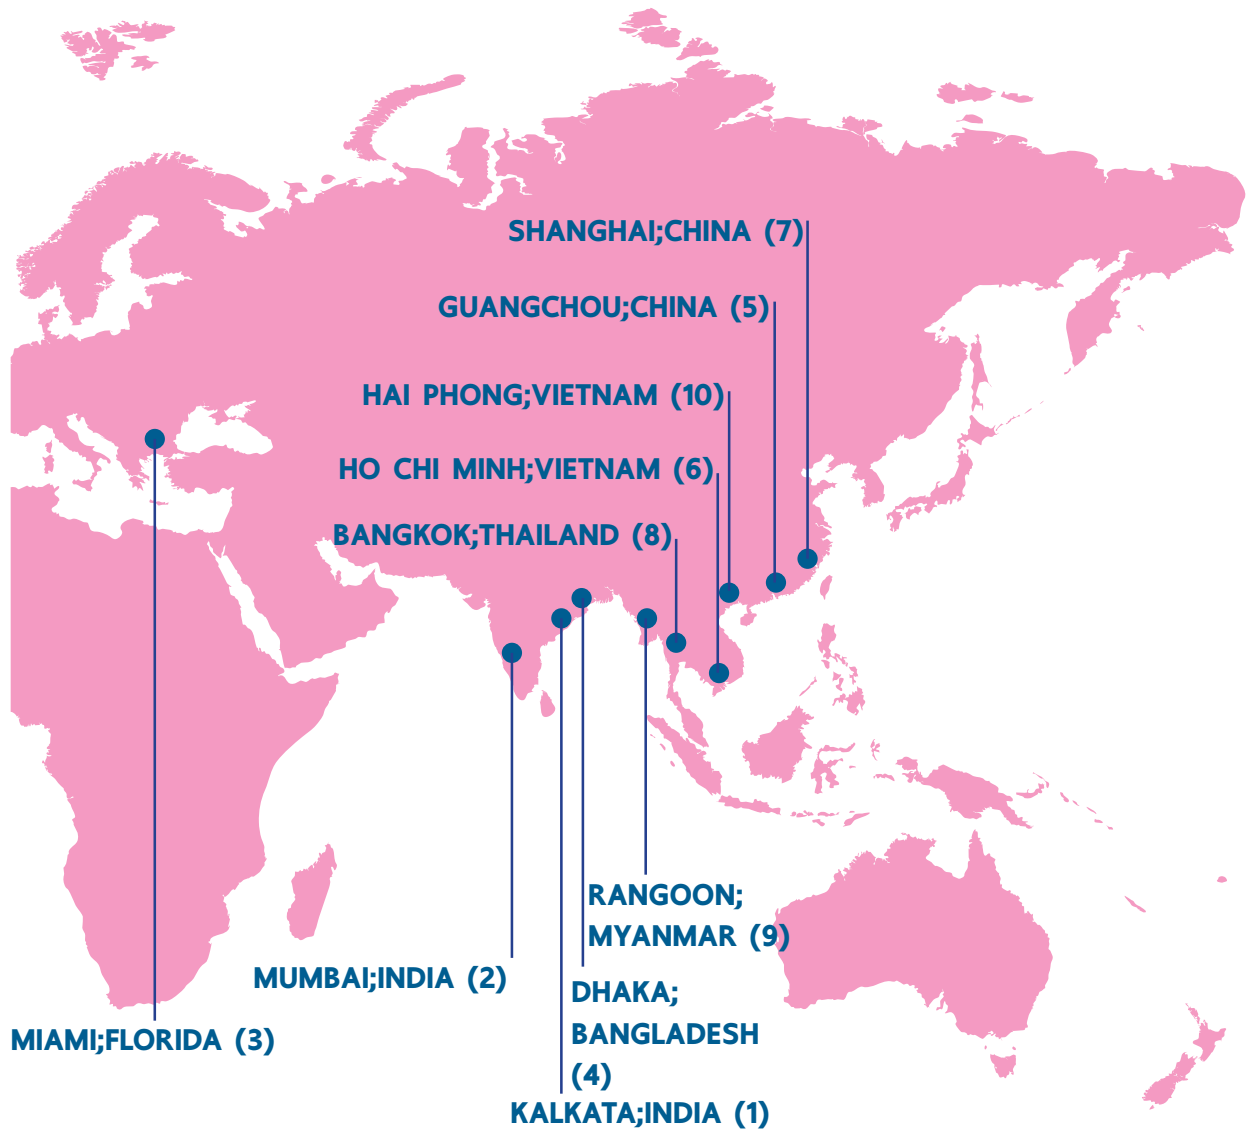 SHANGHAI;CHINA (7)
GUANGCHOU;CHINA (5)
HAI PHONG;VIETNAM (10)
HO CHI MINH;VIETNAM (6)
BANGKOK;THAILAND (8)
RANGOON;
MYANMAR (9)
MUMBAI;INDIA (2)
DHAKA;
BANGLADESH
(4)
MIAMI;FLORIDA (3)
KALKATA;INDIA (1)